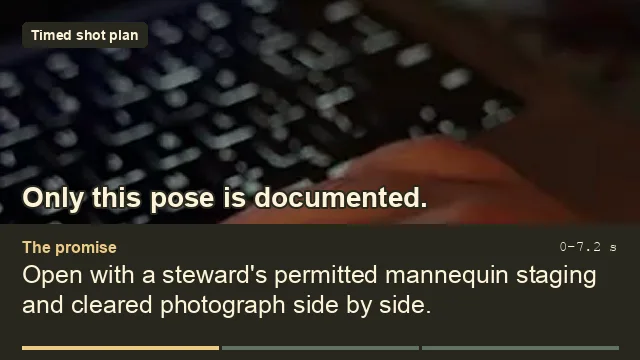 Timed shot plan
Only this pose is documented.
The promise
0–7.2 s
Open with a steward's permitted mannequin staging
and cleared photograph side by side.